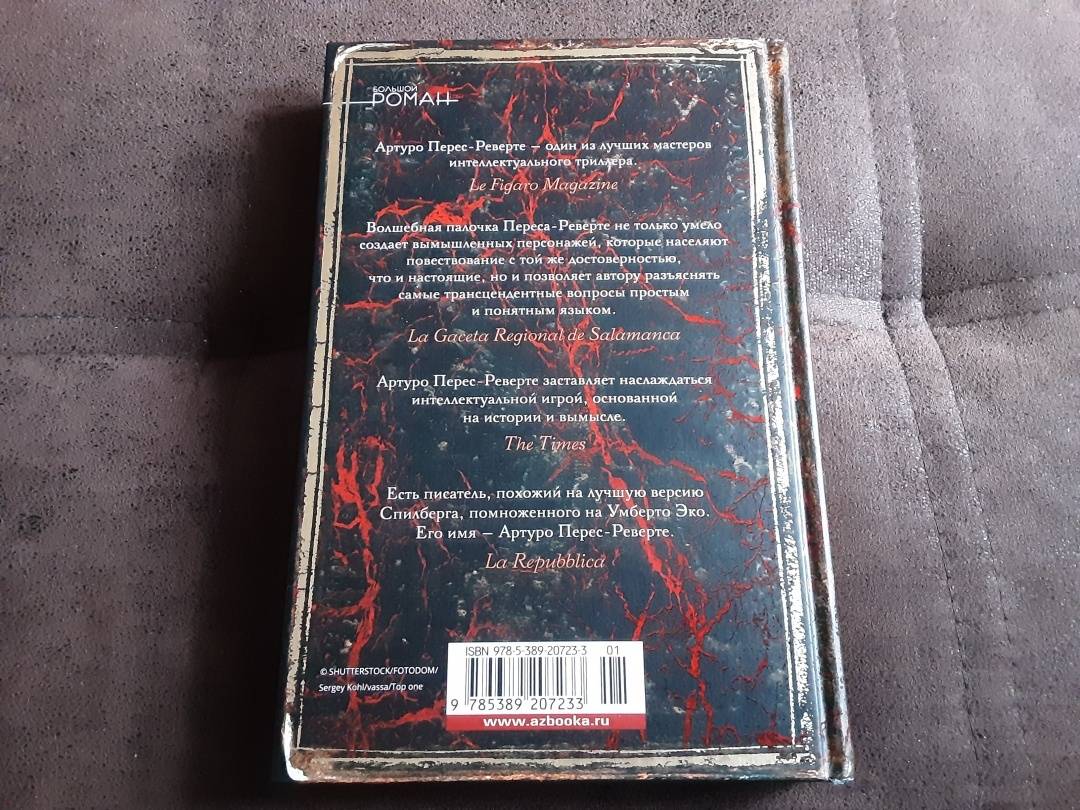 БОЛЬШОЙ
РОМАН
Артуро Перес-Реверте — один из лучших мастеров
интеллектуального триллера.
Le Figaro Magazine
Волшебная палочка Переса-Реверте не только умело
создает вымышленных персонажей, которые населяют
повествование с той же достоверностью,
что и настоящие, но и позволяет автору разъяснять
самые трансцендентные вопросы простым
и понятным языком.
La Gaceta Regional de Salamanca
Артуро Перес-Реверте заставляет наслаждаться
интеллектуальной игрой, основанной
на истории и вымысле.
The Times
Есть писатель, похожий на лучшую версию
Спилберга, помноженного на Умберто Эко.
Его имя — Артуро Перес-Реверте.
La Repubblica
ISBN 978-5-389-20723-3 01
9 785389 207233
www.azbooka.ru
© SHUTTERSTOCK/FOTODOM/
Sergey Kohl/vassa/Top one